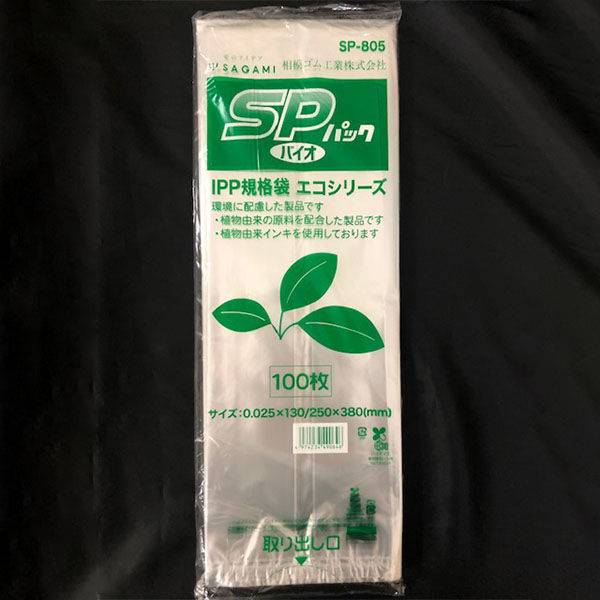 SP-805
SAGAMI 相模ゴム工業株式会社
SPパック
バイオ
IPP規格袋 エコシリーズ
環境に配慮した製品です
・植物由来の原料を配合した製品です
・植物由来インキを使用しております
100枚
サイズ:0.025×130/250×380(mm)
4976234690848
取り出し口